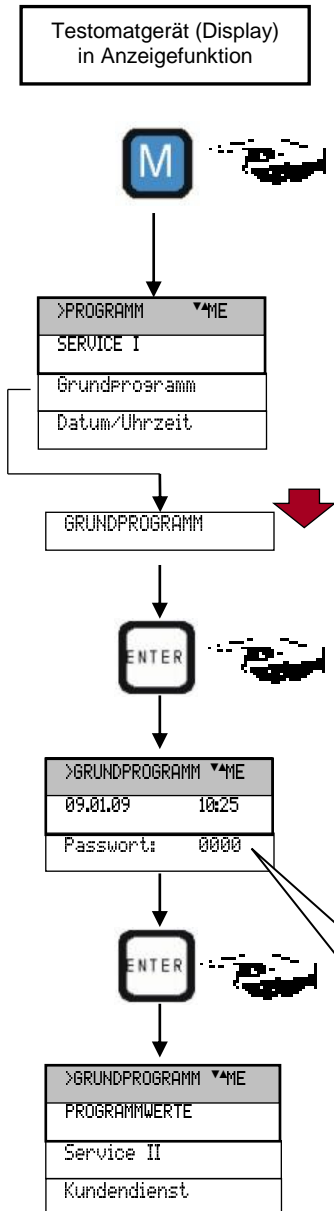 Testomatgerät (Display)
in Anzeigefunktion
M
>PROGRAMM ▼▲ME
SERVICE I
Grundprogramm
Datum/Uhrzeit
GRUNDPROGRAMM
ENTER
>GRUNDPROGRAMM ▼▲ME
09.01.09 10:25
Passwort: 0000
ENTER
>GRUNDPROGRAMM ▼▲ME
PROGRAMMWERTE
Service II
Kundendienst